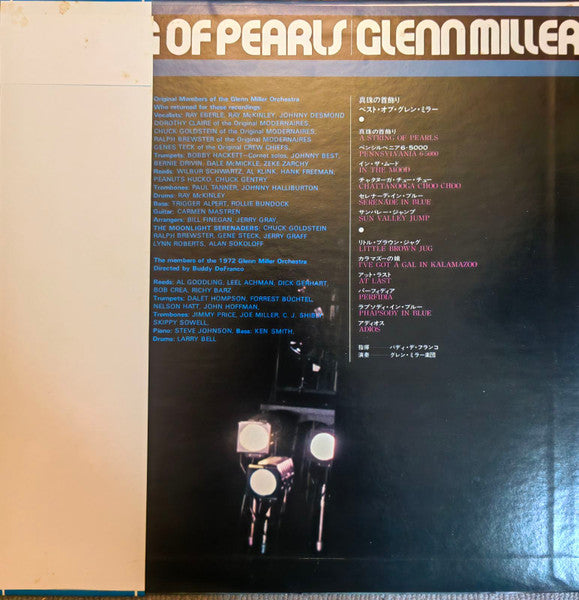 G OF PEARLS GLENN MILLER
Original Members of the Glenn Miller Orchestra
Who returned for these recordings
Vocalists: RAY EBERLE, RAY McKINLEY, JOHNNY DESMOND
DOROTHY CLAIRE of the Original MODERNAIRES,
CHUCK GOLDSTEIN of the Original MODERNAIRES,
RALPH BREWSTER of the Original MODERNAIRES,
GENES TECK of the Original CREW CHIEFS,
Trumpets: BOBBY HACKETT—Cornet solos, JOHNNY BEST,
BERNIE DRIVIN, DALE McMICKLE, ZEKE ZARCHY
Reeds: WILBUR SCHWARTZ, AL KLINK, HANK FREEMAN,
PEANUTS HUCKO, CHUCK GENTRY
Trombones: PAUL TANNER, JOHNNY HALLIBURTON
Drums: RAY McKINLEY
Bass: TRIGGER ALPERT, ROLLIE BUNDOCK
Guitar: CARMEN MASTREN
Arrangers: BILL FINEGAN, JERRY GRAY,
THE MOONLIGHT SERENADERS: CHUCK GOLDSTEIN
RALPH BREWSTER, GENE STECK, JERRY GRAFF
LYNN ROBERTS, ALAN SOKOLOFF
The members of the 1972 Glenn Miller Orchestra
Directed by Buddy DaFranco
Reeds: AL GOODLING, LEEL ACHMAN, DICK GERHART,
BOB CREA, RICHY BARZ
Trumpets: DALET HOMPSON, FORREST BUCHTEL,
NELSON HATT, JOHN HOFFMAN,
Trombones: JIMMY PRICE, JOE MILLER, C. J. SHIBE
SKIPPY SOWELL,
Piano: STEVE JOHNSON, Bass: KEN SMITH,
Drums: LARRY BELL
真珠の首飾り
ベスト・オブ・グレン・ミラー
真珠の首飾り
A STRING OF PEARLS
ペンシルベニア6-5000
PENNSYLVANIA 6-5000
イン・ザ・ムード
IN THE MOOD
チャタヌーガ・チュー・チュー
CHATTANOOGA CHOO CHOO
セレナーデ・イン・ブルー
SERENADE IN BLUE
サンバレー・ジャンプ
SUN VALLEY JUMP
リトル・ブラウン・ジャグ
LITTLE BROWN JUG
カラマズーの娘
I'VE GOT A GAL IN KALAMAZOO
アット・ラスト
AT LAST
パーフィディア
PERFIDIA
ラプソディ・イン・ブルー
RHAPSODY IN BLUE
アディオス
ADIOS
指揮――バディ・デ・フランコ
演奏――グレン・ミラー楽団